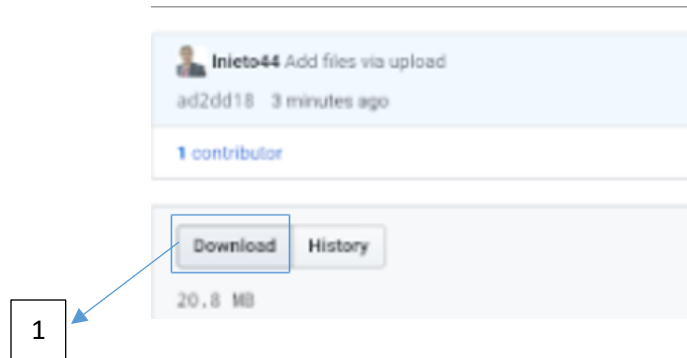 lnieto44 Add files via upload
ad2dd18 3 minutes ago
1 contributor
Download History
20.8 MB
1